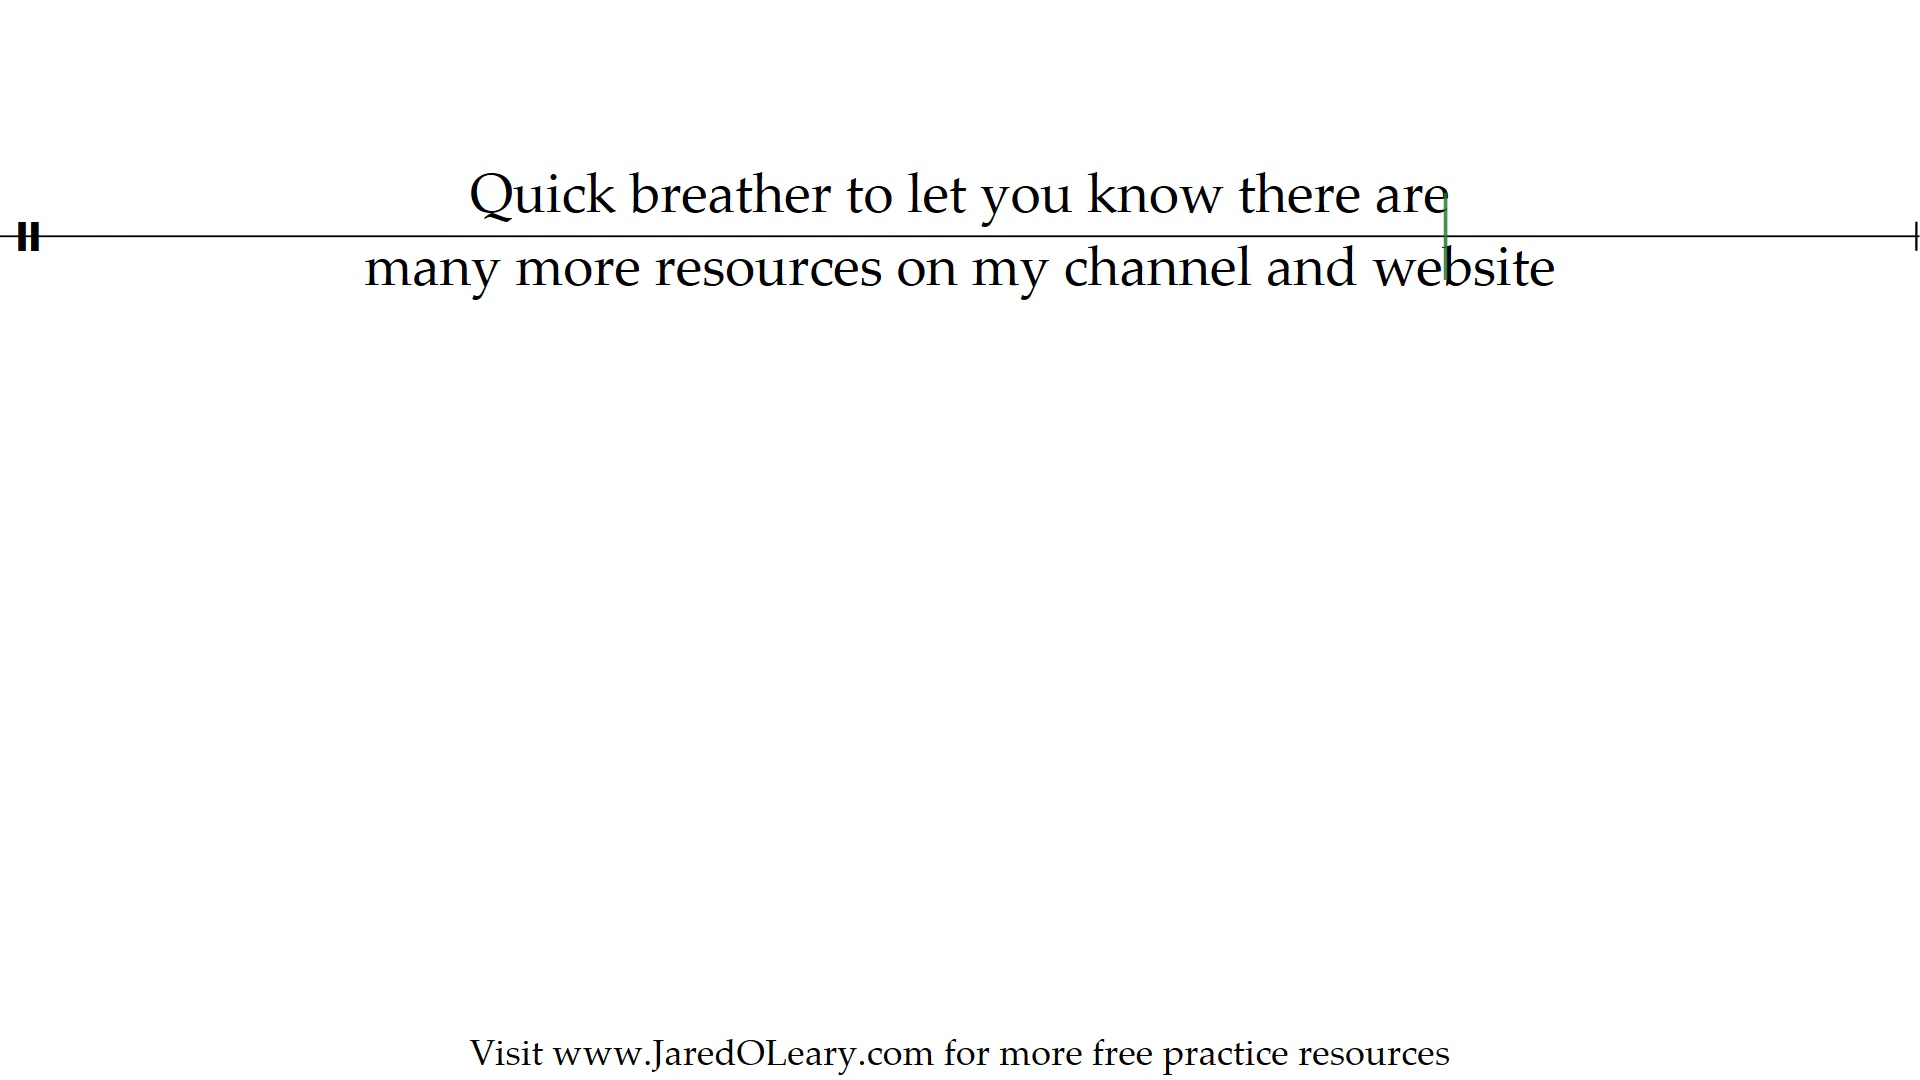 Quick breather to let you know there are
many more resources on my channel and website
Visit www.JaredOLeary.com for more free practice resources